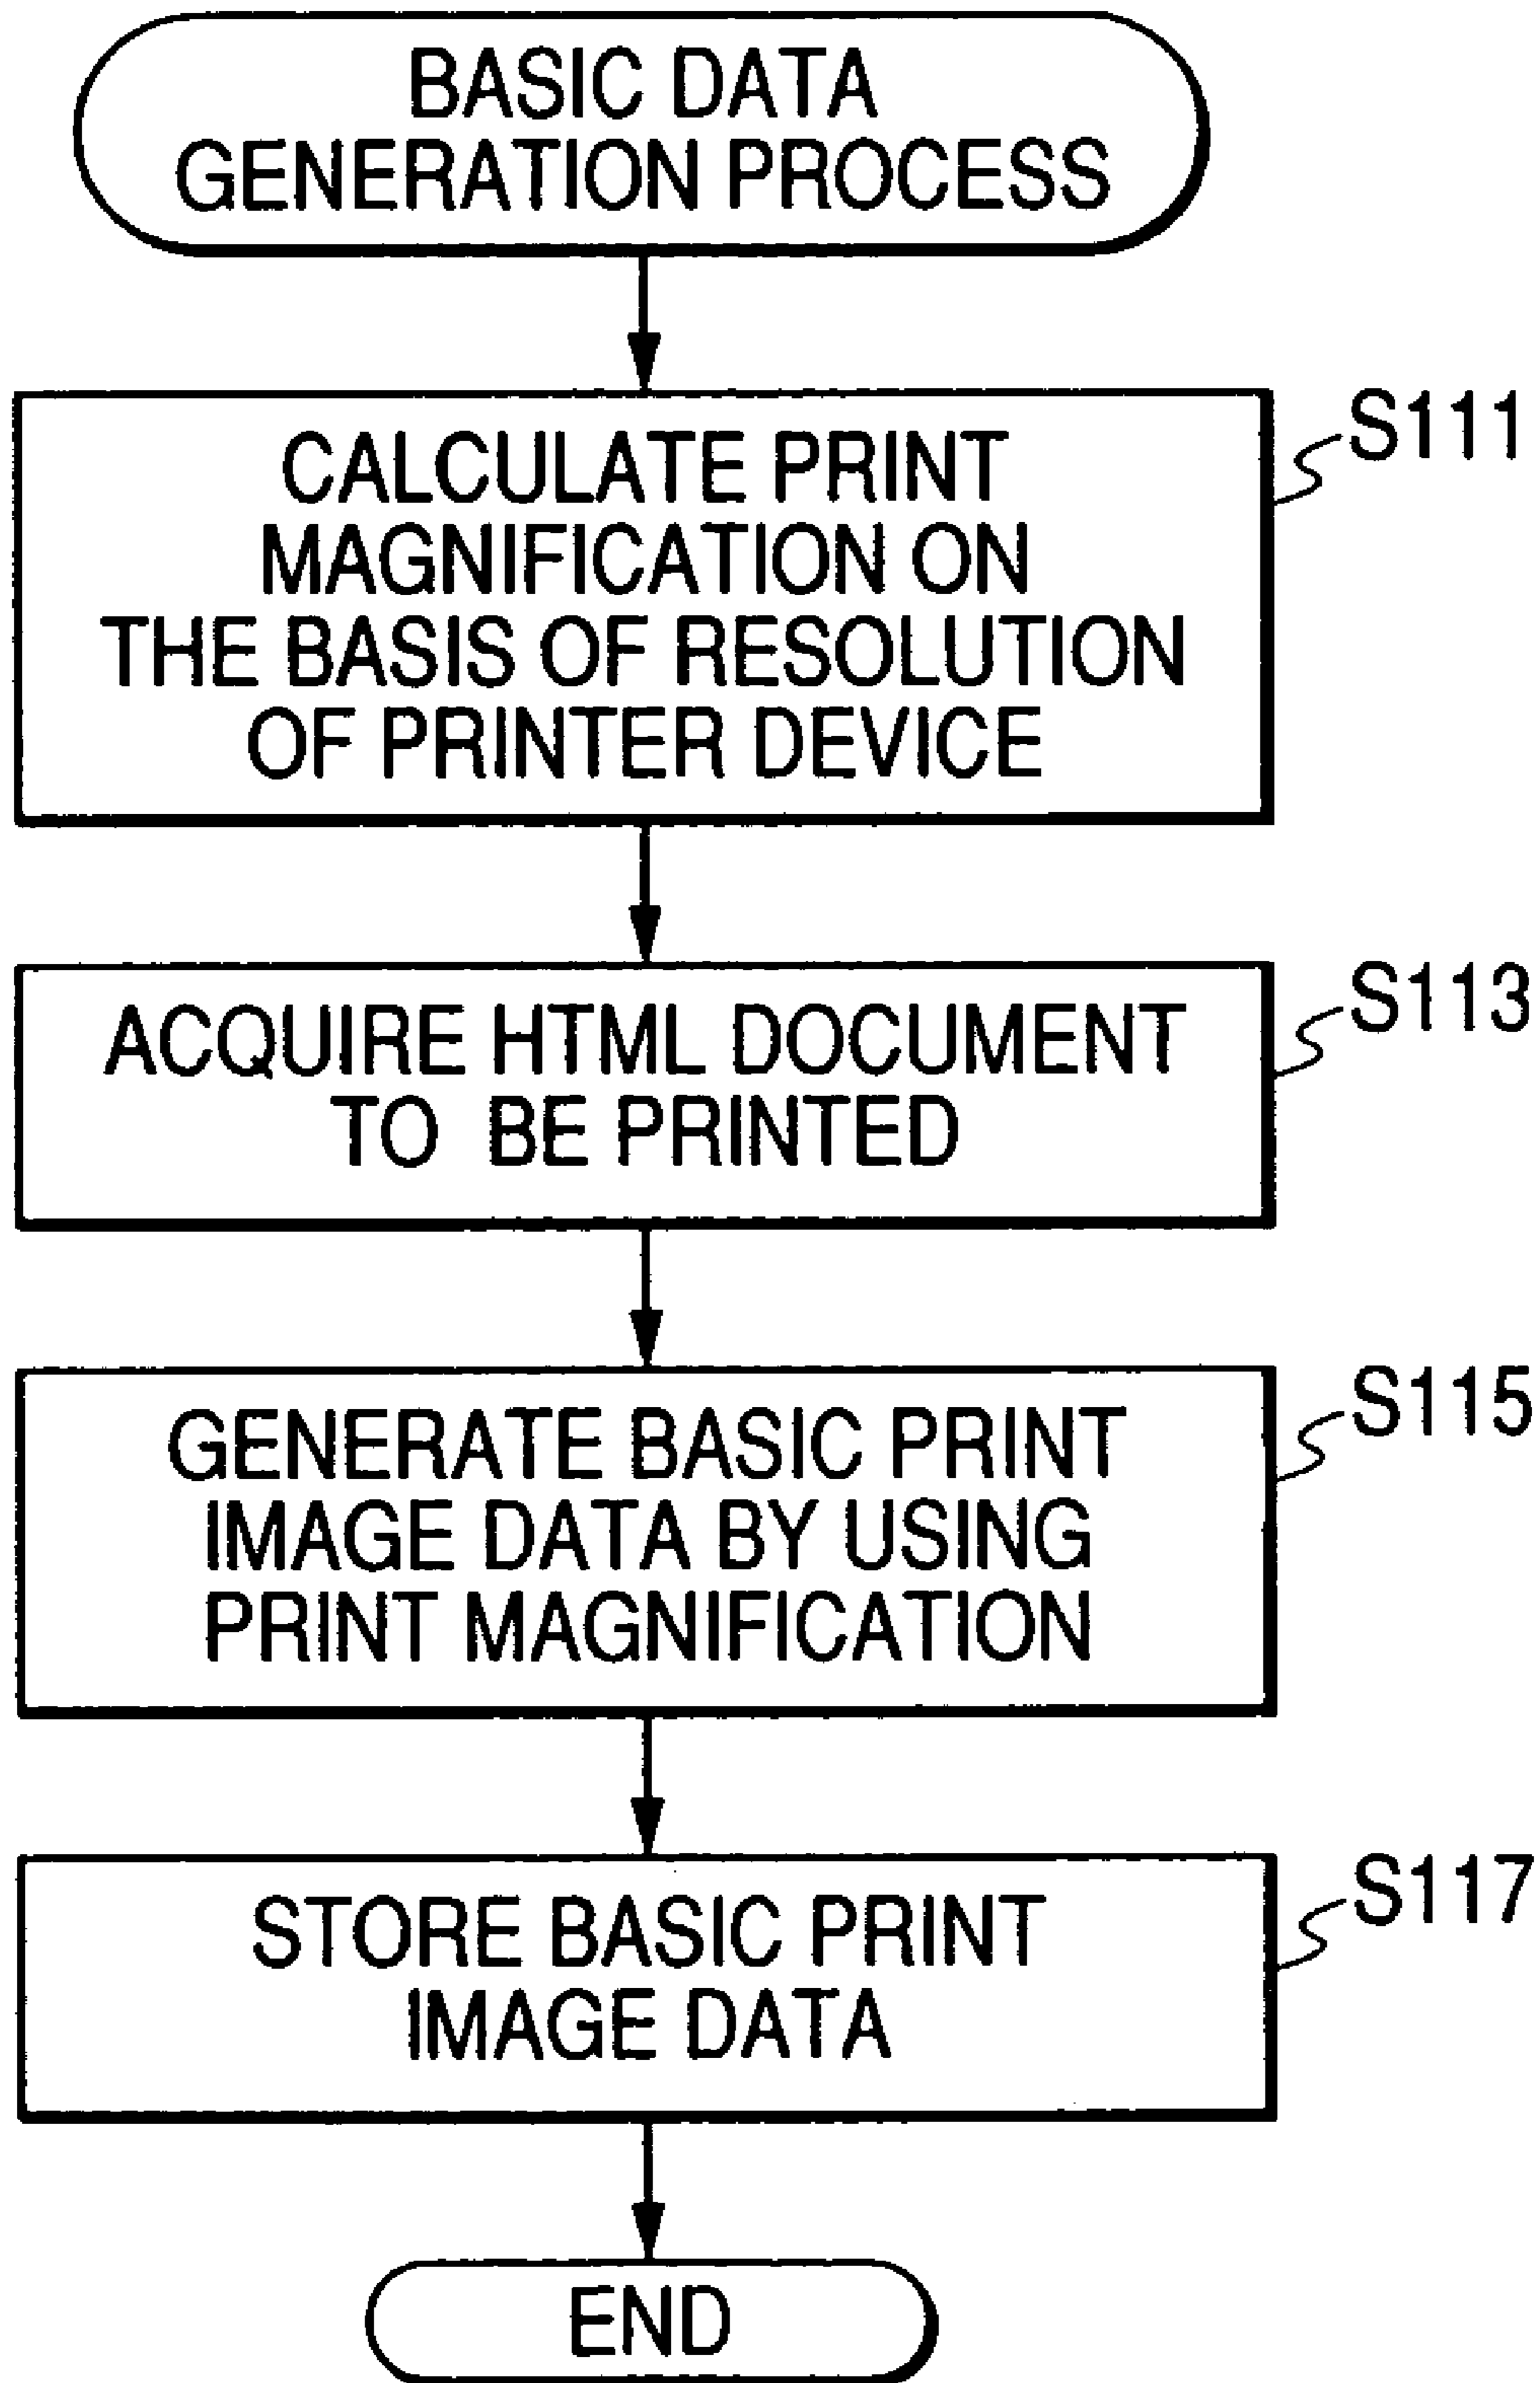 BASIC DATA
GENERATION PROCESS
S111
CALCULATE PRINT
MAGNIFICATION ON
THE BASIS OF RESOLUTION
OF PRINTER DEVICE
S113
ACQUIRE HTML DOCUMENT
TO BE PRINTED
S115
GENERATE BASIC PRINT
IMAGE DATA BY USING
PRINT MAGNIFICATION
S117
STORE BASIC PRINT
IMAGE DATA
END